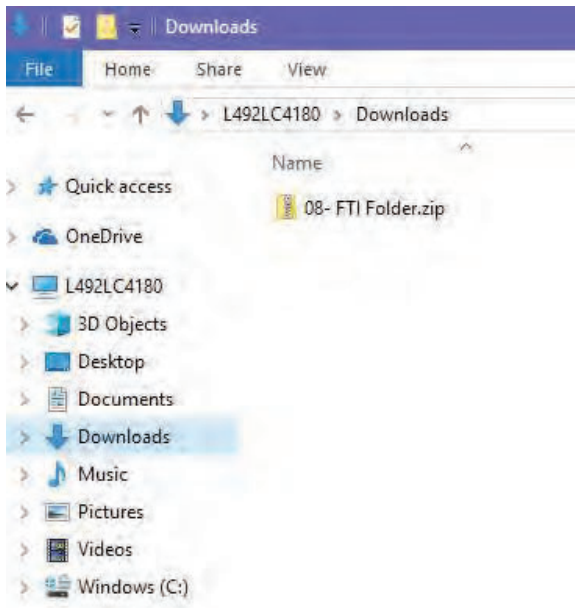 Downloads
File Home Share View
L492LC4180 > Downloads
Name
08- FTI Folder.zip
Quick access
OneDrive
L492LC4180
3D Objects
Desktop
Documents
Downloads
Music
Pictures
Videos
Windows (C:)